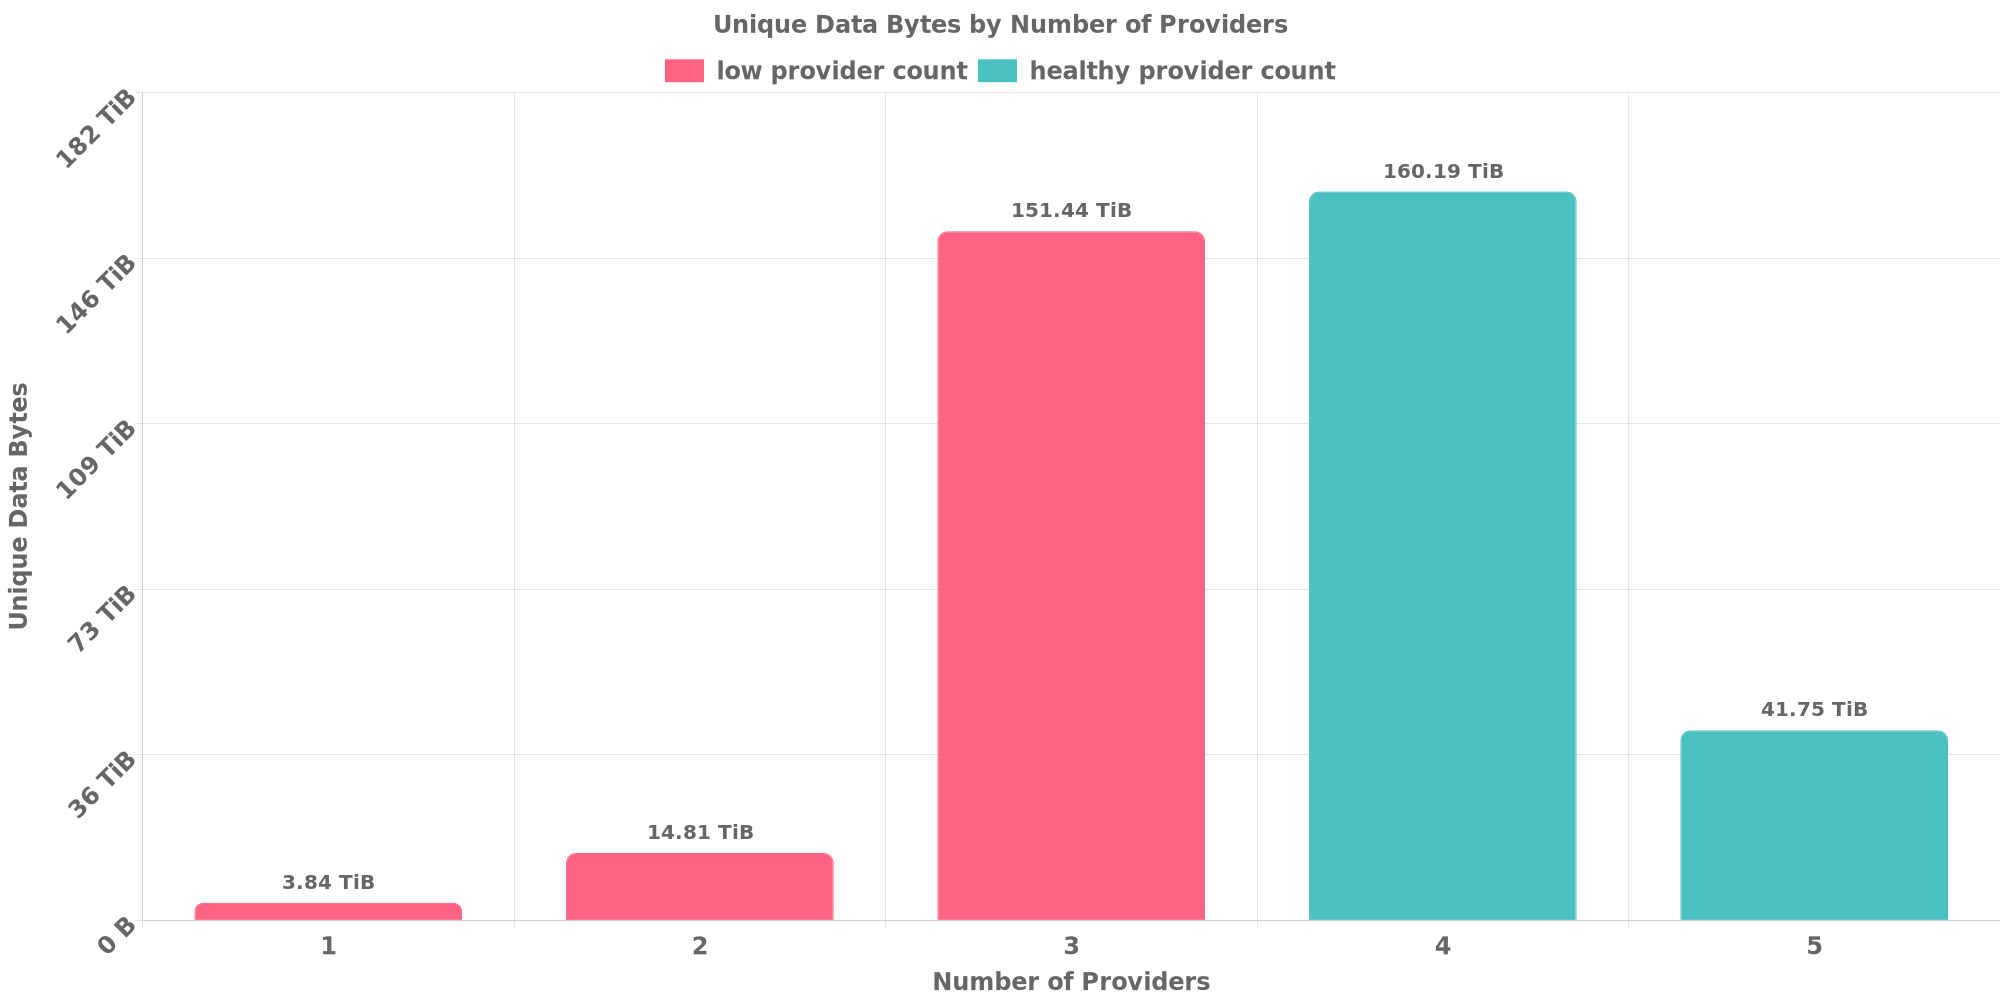 Unique Data Bytes by Number of Providers
low provider count
healthy provider count
182 TiB
146 TiB
109 TiB
73 TiB
36 TiB
0 B
Unique Data Bytes
3.84 TiB
14.81 TiB
151.44 TiB
160.19 TiB
41.75 TiB
1
2
3
4
5
Number of Providers